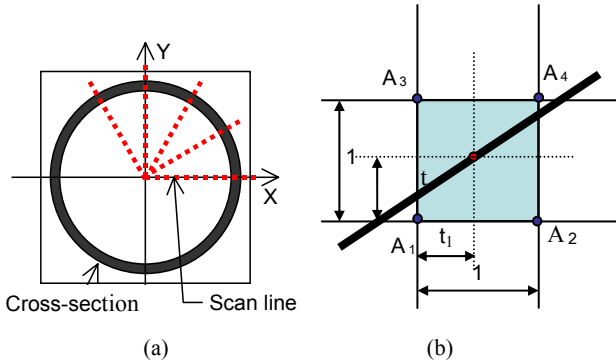 Y
X
Cross-section
Scan line
(a)
A3
A4
1
t
A1
t1
A2
1
(b)